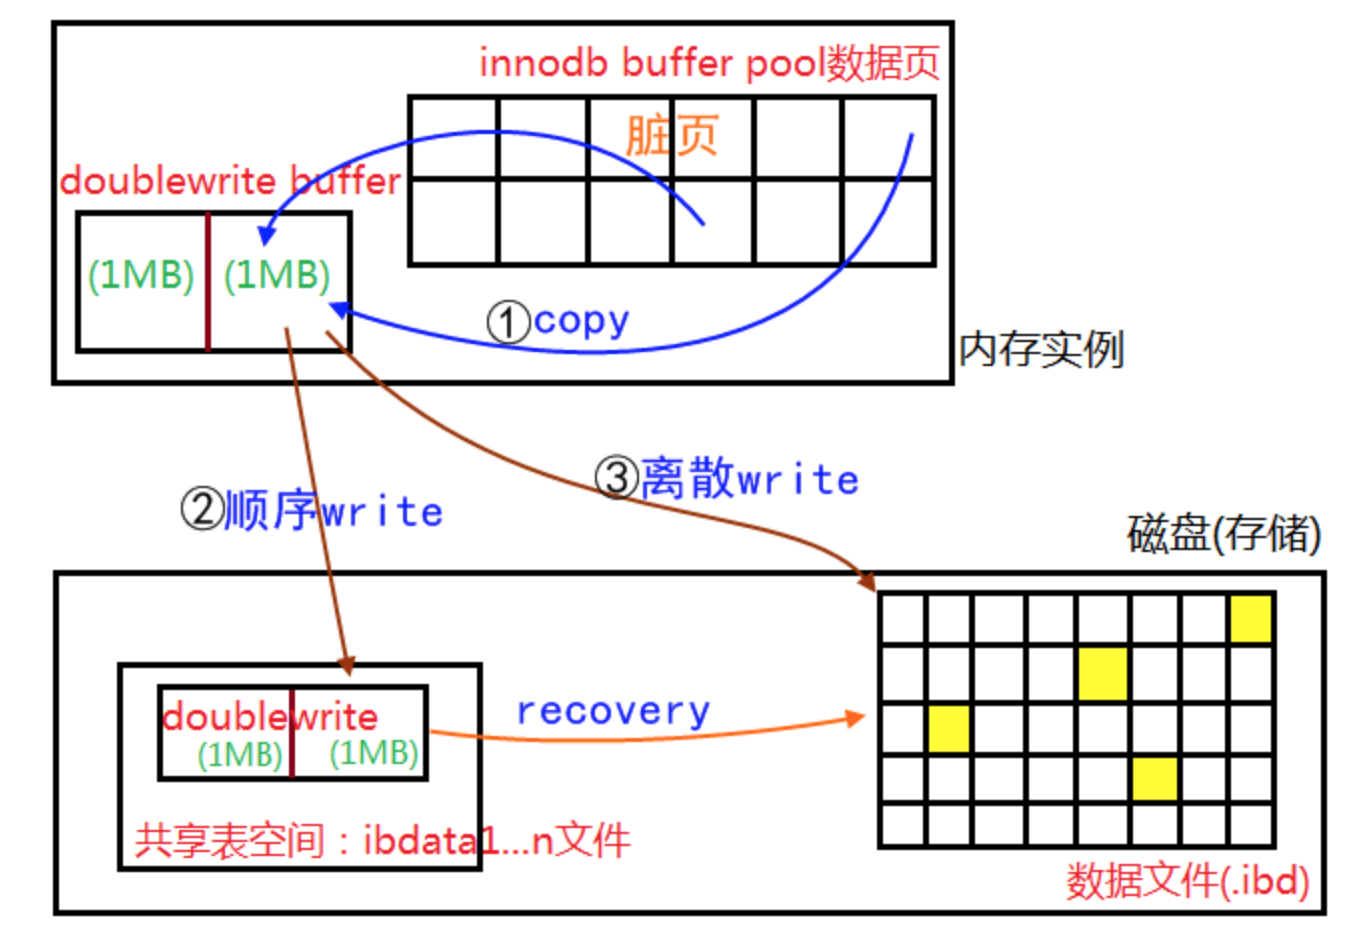 innodb buffer pool数据页
脏页
doublewrite buffer
(1MB) (1MB)
①copy
内存实例
③离散write
②顺序write
磁盘(存储)
doublewrite
(1MB) (1MB)
recovery
共享表空间：ibdata1...n文件
数据文件(.ibd)